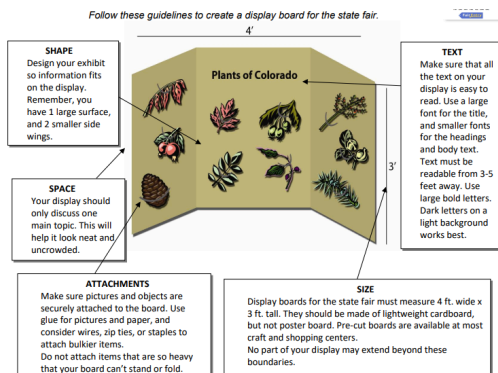 Follow these guidelines to create a display board for the state fair.
4'
SHAPE
Design your exhibit
so information fits
on the display.
Remember, you
have 1 large surface,
and 2 smaller side
wings.
Plants of Colorado
TEXT
Make sure that all
the text on your
display is easy to
read. Use a large
font for the title,
and smaller fonts
for the headings
and body text.
Text must be
readable from 3-5
feet away. Use
large bold letters.
Dark letters on a
light background
works best.
3'
SPACE
Your display should
only discuss one
main topic. This will
help it look neat and
uncrowded.
ATTACHMENTS
Make sure pictures and objects are
securely attached to the board. Use
glue for pictures and paper, and
consider wires, zip ties, or staples to
attach bulkier items.
Do not attach items that are so heavy
that your board can't stand or fold.
SIZE
Display boards for the state fair must measure 4 ft. wide x
3 ft. tall. They should be made of lightweight cardboard,
but not poster board. Pre-cut boards are available at most
craft and shopping centers.
No part of your display may extend beyond these
boundaries.